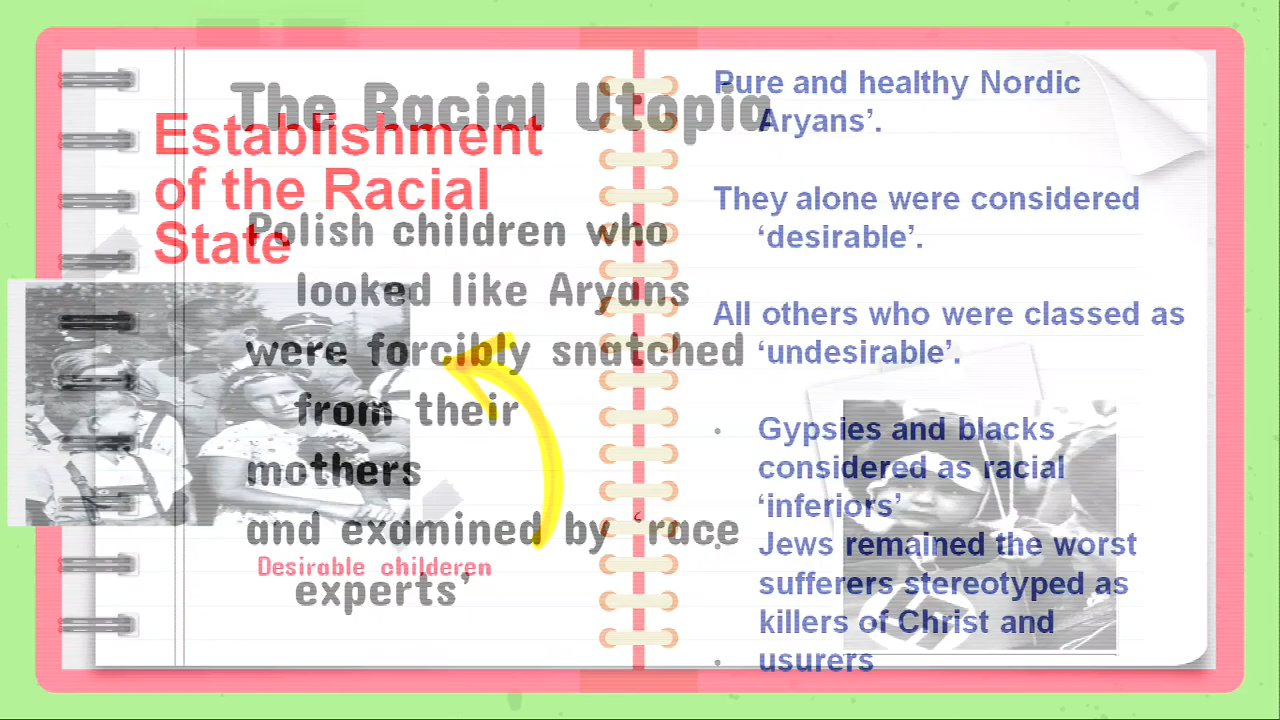 The Racial Utopia
Polish children who
looked like Aryans
were forcibly snatched
from their
mothers
and examined by ‘race
experts’
Establishment
of the Racial
State
Desirable childeren
Pure and healthy Nordic
Aryans’.
They alone were considered
‘desirable’.
All others who were classed as
‘undesirable’.
• Gypsies and blacks
considered as racial
‘inferiors’
• Jews remained the worst
sufferers stereotyped as
killers of Christ and
• usurers